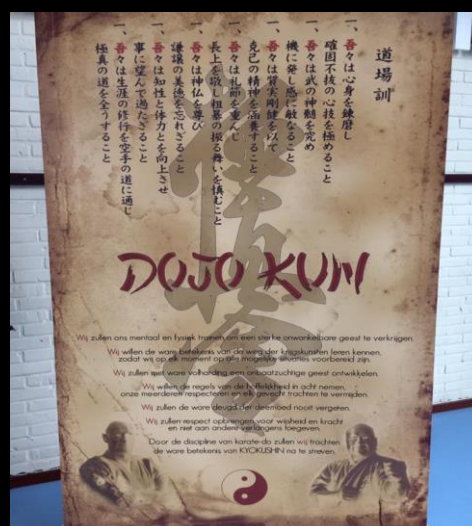 道場訓
一、吾々は心身を錬磨し
確固不抜の心技を極めること
一、吾々は武の神髄を究め
機に発し感に敏なること
一、吾々は質実剛健を以て
克己の精神を涵養すること
一、吾々は礼節を重んじ
長上を敬し粗暴の振る舞いを慎むこと
一、吾々は神仏を尊び
謙譲の美徳を忘れざること
一、吾々は知性と体力とを向上させ
事に望んで過たざること
一、吾々は生涯の修行を空手の道に通じ
極真の道を全うすること
DOJO KUN
Wij zullen ons mentaal en fysiek trainen om een sterke onwankelbare geest te verkrijgen.
Wij willen de ware betekenis van de weg der krijgskunsten leren kennen,
zodat wij op elk moment op alle mogelijke situaties voorbereid zijn.
Wij zullen met ware volharding een onbaatzuchtige geest ontwikkelen.
Wij willen de regels van de hoffelijkheid in acht nemen,
onze meerderen respecteren en elk gevecht trachten te vermijden.
Wij zullen de ware deugd der deemoed nooit vergeten.
Wij zullen respect opbrengen voor wijsheid en kracht
en niet aan andere verlangens toegeven.
Door de discipline van karate-do zullen wij trachten
de ware betekenis van KYOKUSHIN na te streven.